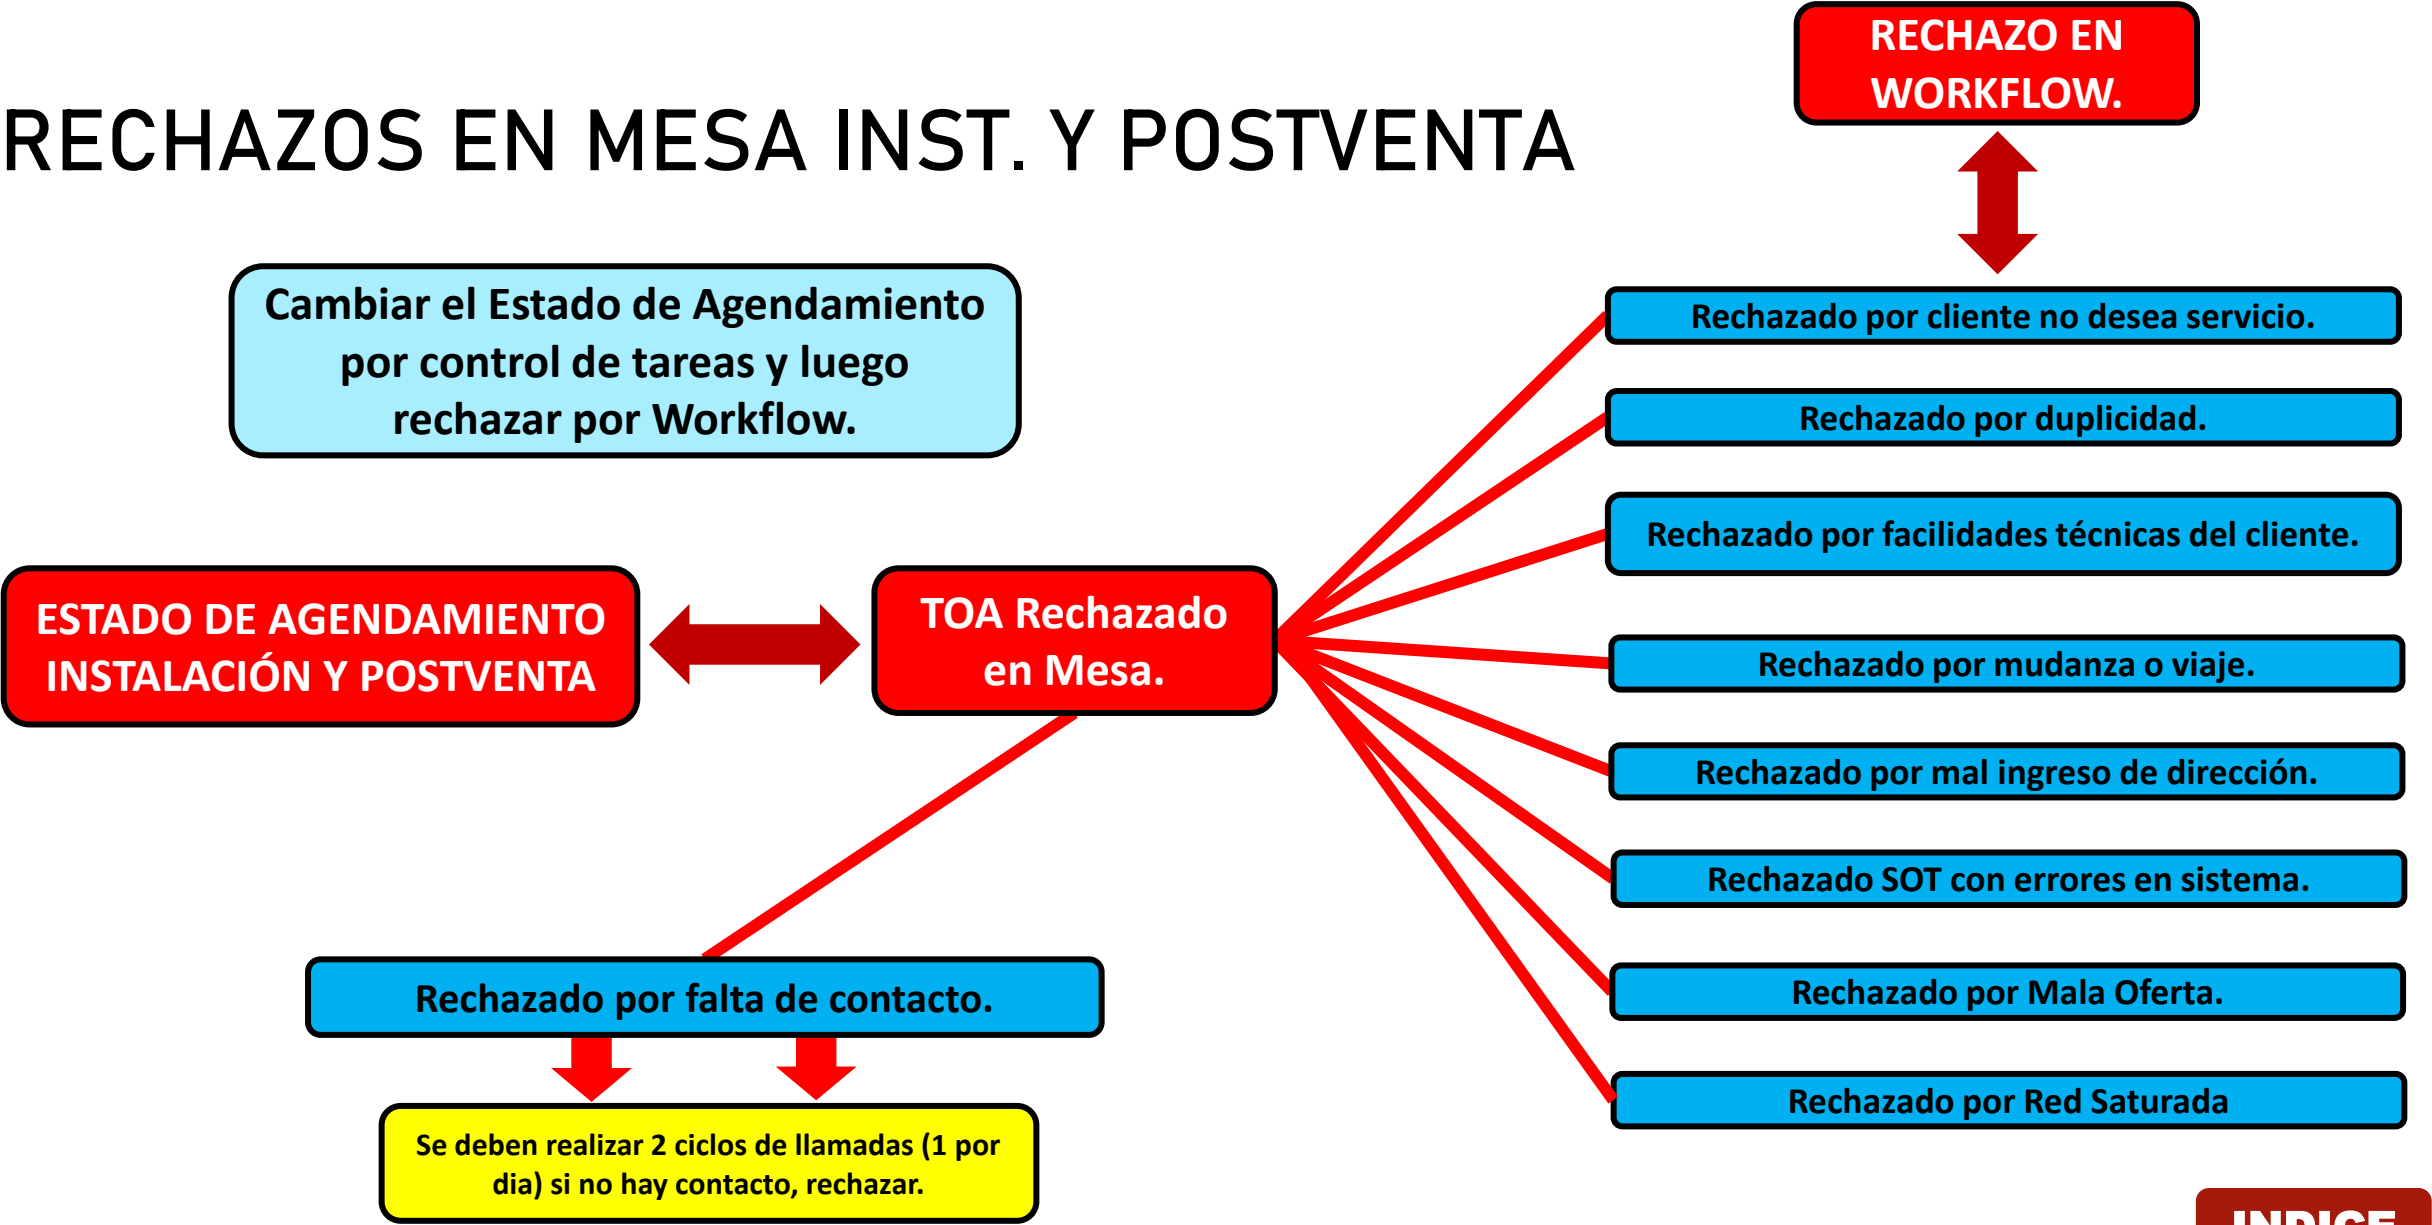 RECHAZO EN
WORKFLOW.
RECHAZOS EN MESA INST. Y POSTVENTA
Cambiar el Estado de Agendamiento
por control de tareas y luego
rechazar por Workflow.
ESTADO DE AGENDAMIENTO
INSTALACIÓN Y POSTVENTA
TOA Rechazado
en Mesa.
Rechazado por cliente no desea servicio.
Rechazado por duplicidad.
Rechazado por facilidades técnicas del cliente.
Rechazado por mudanza o viaje.
Rechazado por mal ingreso de dirección.
Rechazado SOT con errores en sistema.
Rechazado por Mala Oferta.
Rechazado por Red Saturada
Rechazado por falta de contacto.
Se deben realizar 2 ciclos de llamadas (1 por
dia) si no hay contacto, rechazar.
INDICE